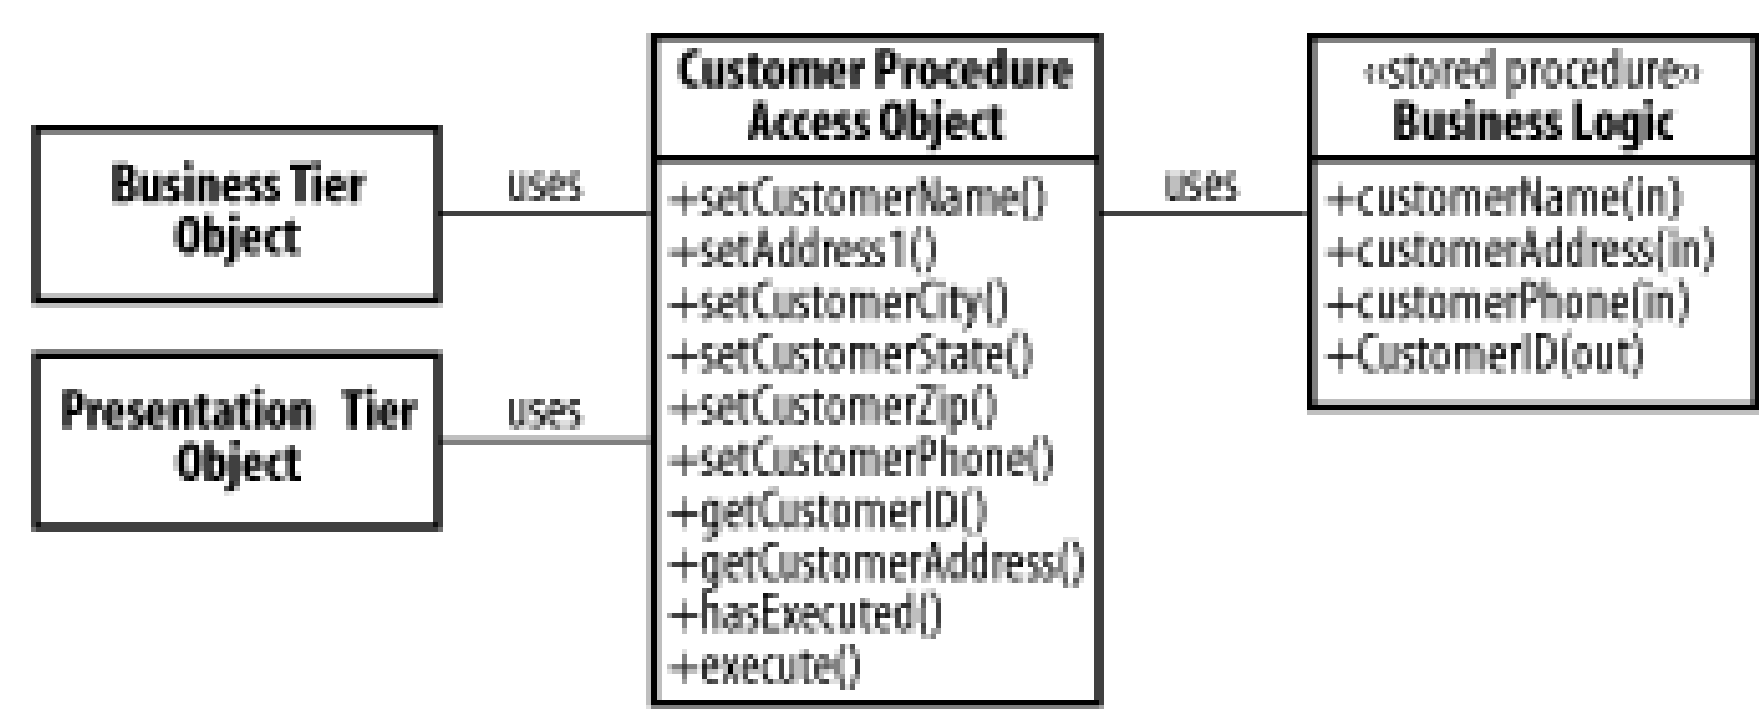 Business Tier
Object
uses
Presentation Tier
Object
uses
Customer Procedure
Access Object
+setCustomerName()
+setAddress1()
+setCustomerCity()
+setCustomerState()
+setCustomerZip()
+setCustomerPhone()
+getCustomerID()
+getCustomerAddress()
+hasExecuted()
+execute()
uses
«stored procedure»
Business Logic
+customerName(in)
+customerAddress(in)
+customerPhone(in)
+CustomerID(out)